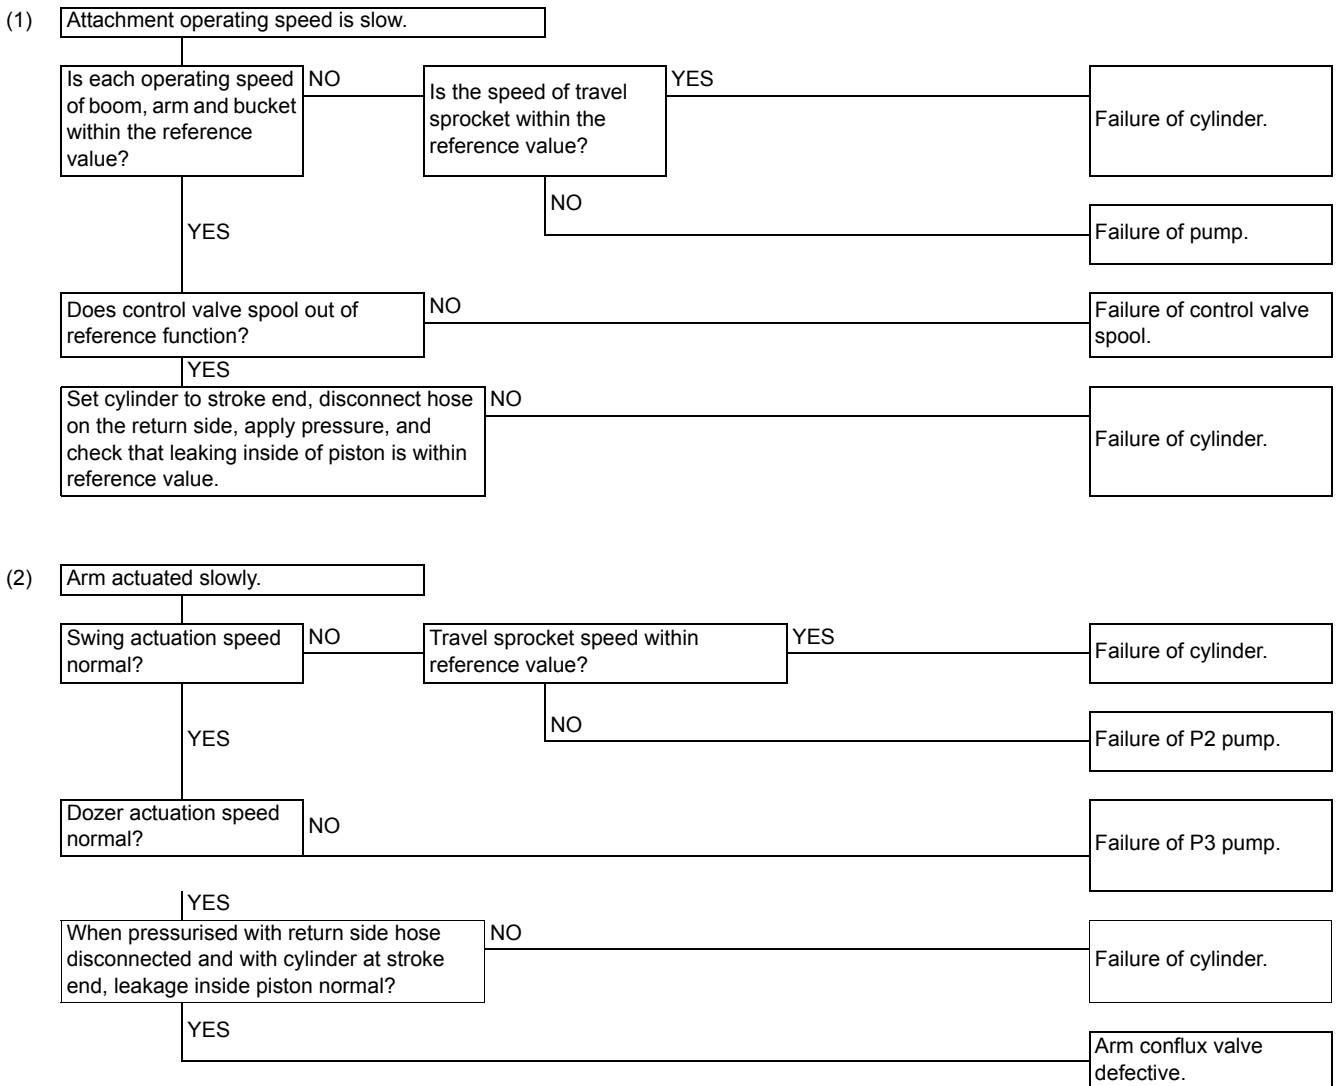 (1)
Attachment operating speed is slow.
Is each operating speed
of boom, arm and bucket
within the reference
value?
NO
Is the speed of travel
sprocket within the
reference value?
YES
Failure of cylinder.
NO
Failure of pump.
YES
Does control valve spool out of
reference function?
NO
Failure of control valve
spool.
YES
Set cylinder to stroke end, disconnect hose
on the return side, apply pressure, and
check that leaking inside of piston is within
reference value.
NO
Failure of cylinder.
(2)
Arm actuated slowly.
Swing actuation speed
normal?
NO
Travel sprocket speed within
reference value?
YES
Failure of cylinder.
NO
Failure of P2 pump.
YES
Dozer actuation speed
normal?
NO
Failure of P3 pump.
YES
When pressurised with return side hose
disconnected and with cylinder at stroke
end, leakage inside piston normal?
NO
Failure of cylinder.
YES
Arm conflux valve
defective.